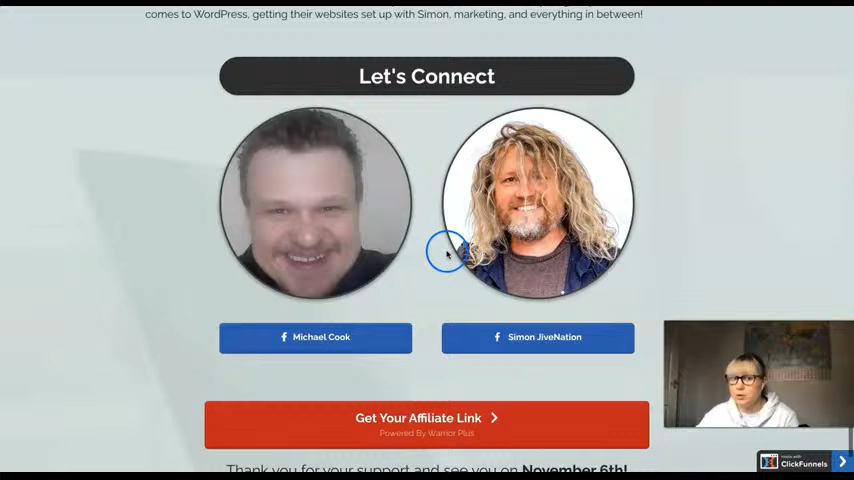 comes to WordPress, getting their websites set up with Simon, marketing, and everything in between!
Let's Connect
f Michael Cook
f Simon JiveNation
Get Your Affiliate Link >
Powered By Warrior Plus
Thank you for your support and see you on November 6th!
made with
ClickFunnels